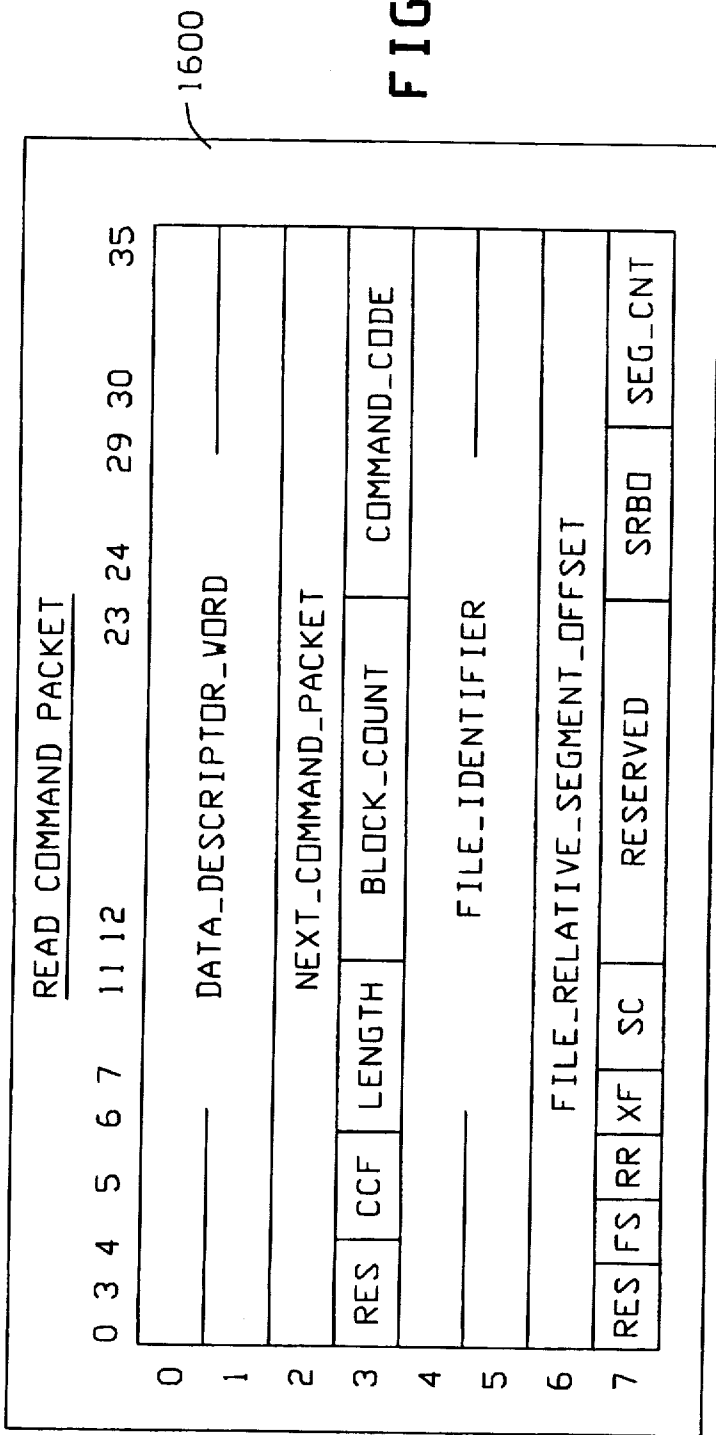 READ COMMAND PACKET
0 3 4 5 6 7 11 12 23 24 29 30 35
0 DATA_DESCRIPTOR_WORD
1
2 NEXT_COMMAND_PACKET
3 RES CCF LENGTH BLOCK_COUNT COMMAND_CODE
4 FILE_IDENTIFIER
5
6 FILE_RELATIVE_SEGMENT_OFFSET
7 RES FS RR XF SC RESERVED SRBO SEG_CNT
1600
FIG